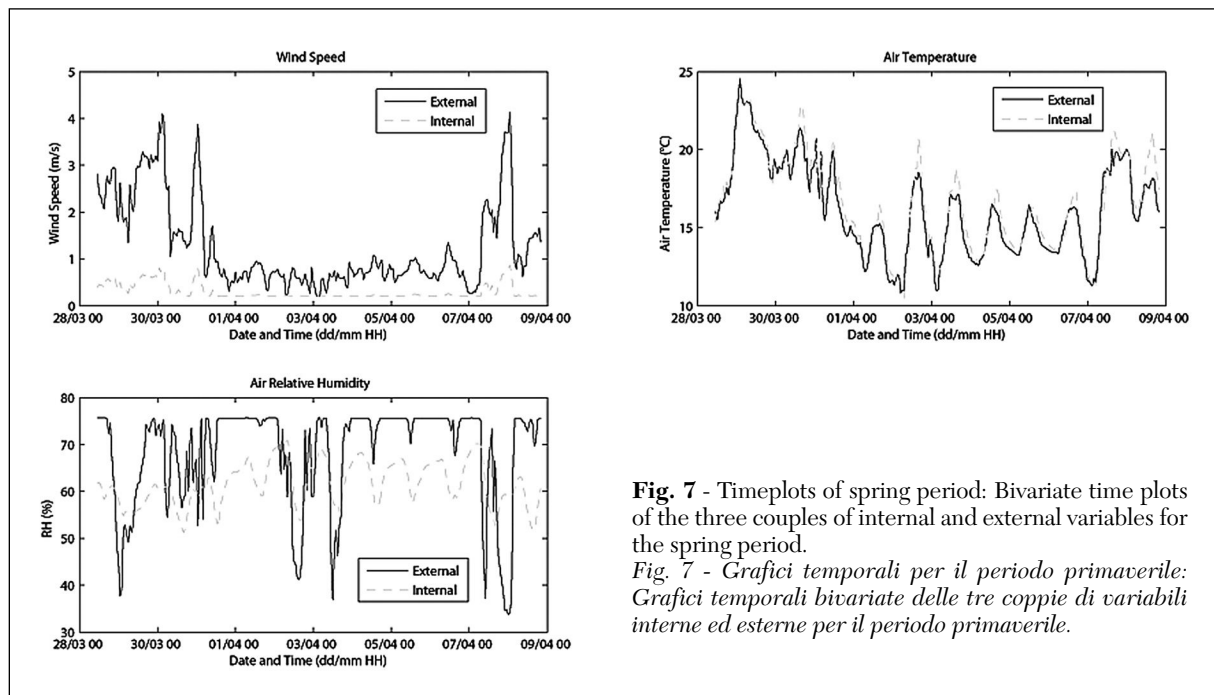 Wind Speed
5
4
3
2
1
0
Wind Speed (m/s)
External
Internal
28/03 00 30/03 00 01/04 00 03/04 00 05/04 00 07/04 00 09/04 00
Date and Time (dd/mm HH)
Air Temperature
25
20
15
10
Air Temperature (°C)
External
Internal
28/03 00 30/03 00 01/04 00 03/04 00 05/04 00 07/04 00 09/04 00
Date and Time (dd/mm HH)
Air Relative Humidity
80
70
60
50
40
30
RH (%)
External
Internal
28/03 00 30/03 00 01/04 00 03/04 00 05/04 00 07/04 00 09/04 00
Date and Time (dd/mm HH)
Fig. 7 - Timeplots of spring period: Bivariate time plots
of the three couples of internal and external variables for
the spring period.
Fig. 7 - Grafici temporali per il periodo primaverile:
Grafici temporali bivariate delle tre coppie di variabili
interne ed esterne per il periodo primaverile.